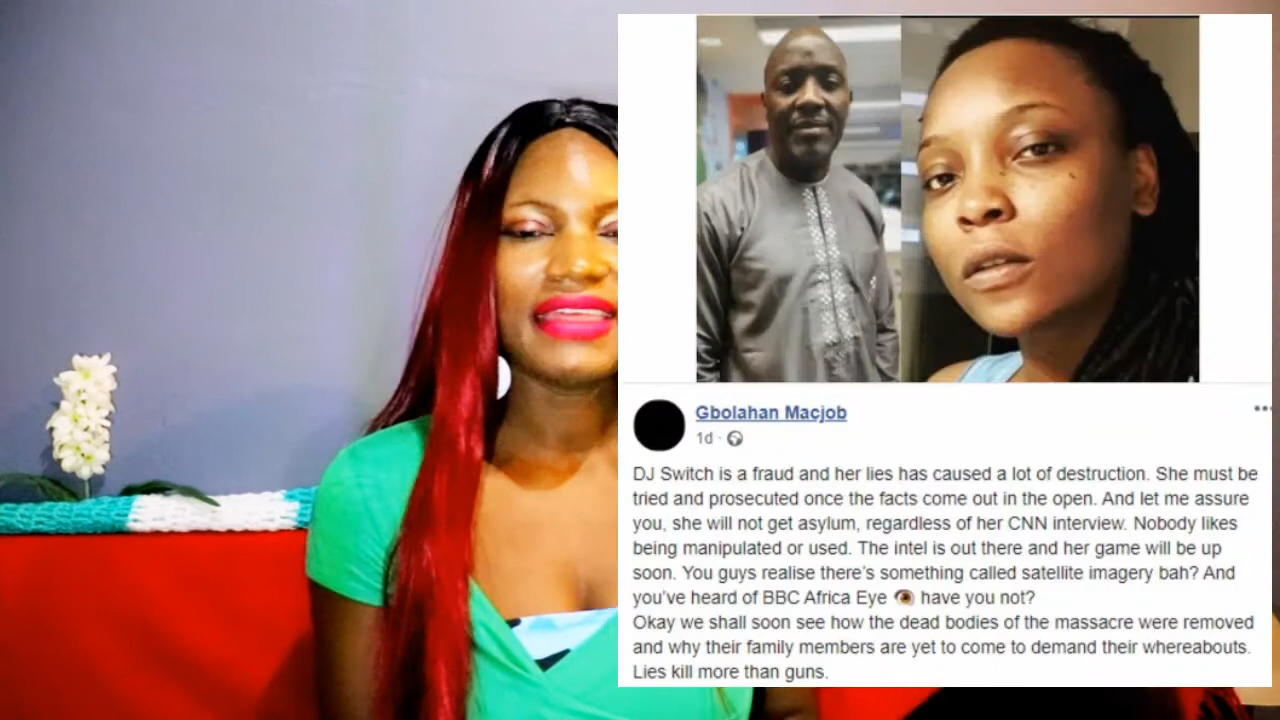 Gbolahan Macjob
1d ·
DJ Switch is a fraud and her lies has caused a lot of destruction. She must be
tried and prosecuted once the facts come out in the open. And let me assure
you, she will not get asylum, regardless of her CNN interview. Nobody likes
being manipulated or used. The intel is out there and her game will be up
soon. You guys realise there's something called satellite imagery bah? And
you've heard of BBC Africa Eye 👁 have you not?
Okay we shall soon see how the dead bodies of the massacre were removed
and why their family members are yet to come to demand their whereabouts.
Lies kill more than guns.